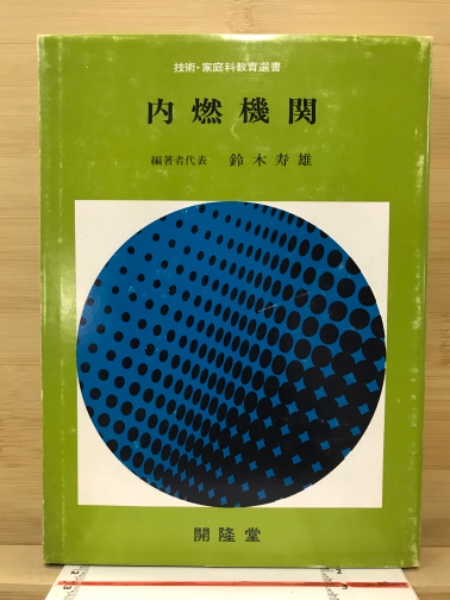 技術・家庭科教育選書
内燃機関
編著者代表 鈴木寿雄
開隆堂